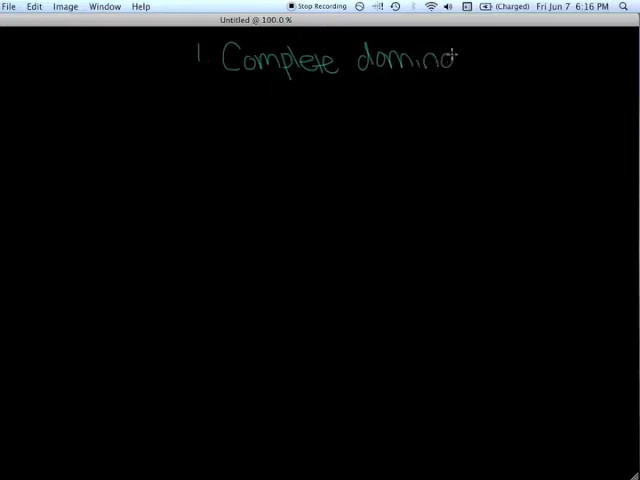 File Edit Image Window Help Stop Recording (Charged) Fri Jun 7 6:16 PM
Untitled @ 100.0 %
1. Complete domina